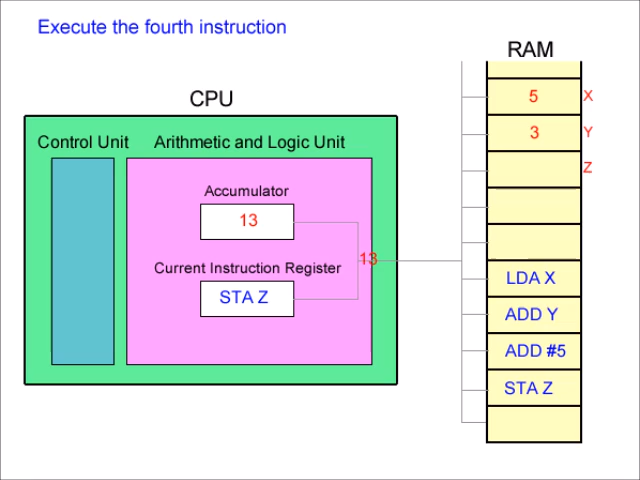 Execute the fourth instruction
RAM
5 X
CPU
3 Y
Control Unit
Arithmetic and Logic Unit
Z
Accumulator
13
13
Current Instruction Register
STA Z
LDA X
ADD Y
ADD #5
STA Z